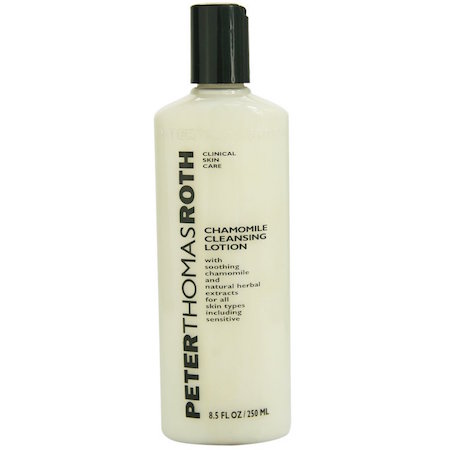 PETERTHOMASROTH
CLINICAL
SKIN
CARE
CHAMOMILE
CLEANSING
LOTION
with
soothing
chamomile
and
natural herbal
extracts
for all
skin types
including
sensitive
8.5 FL OZ / 250 ML